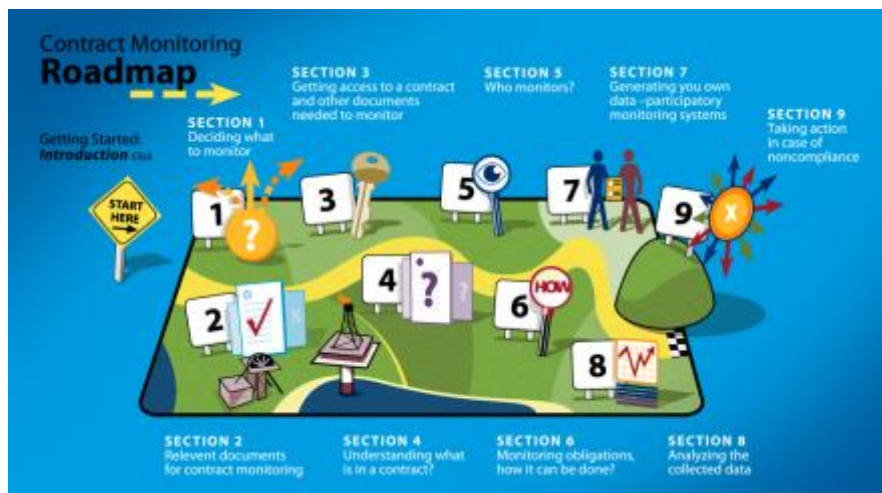 Contract Monitoring
Roadmap
Getting Started:
Introduction
SECTION 1
Deciding what
to monitor
SECTION 3
Getting access to a contract
and other documents
needed to monitor
SECTION 5
Who monitors?
SECTION 7
Generating you own
data –participatory
monitoring systems
SECTION 9
Taking action
in case of
noncompliance
START
HERE
1
?
3
5
7
9
X
2
X
4
?
?
6
HOW
8
SECTION 2
Relevent documents
for contract monitoring
SECTION 4
Understanding what
is in a contract?
SECTION 6
Monitoring obligations,
how it can be done?
SECTION 8
Analyzing the
collected data